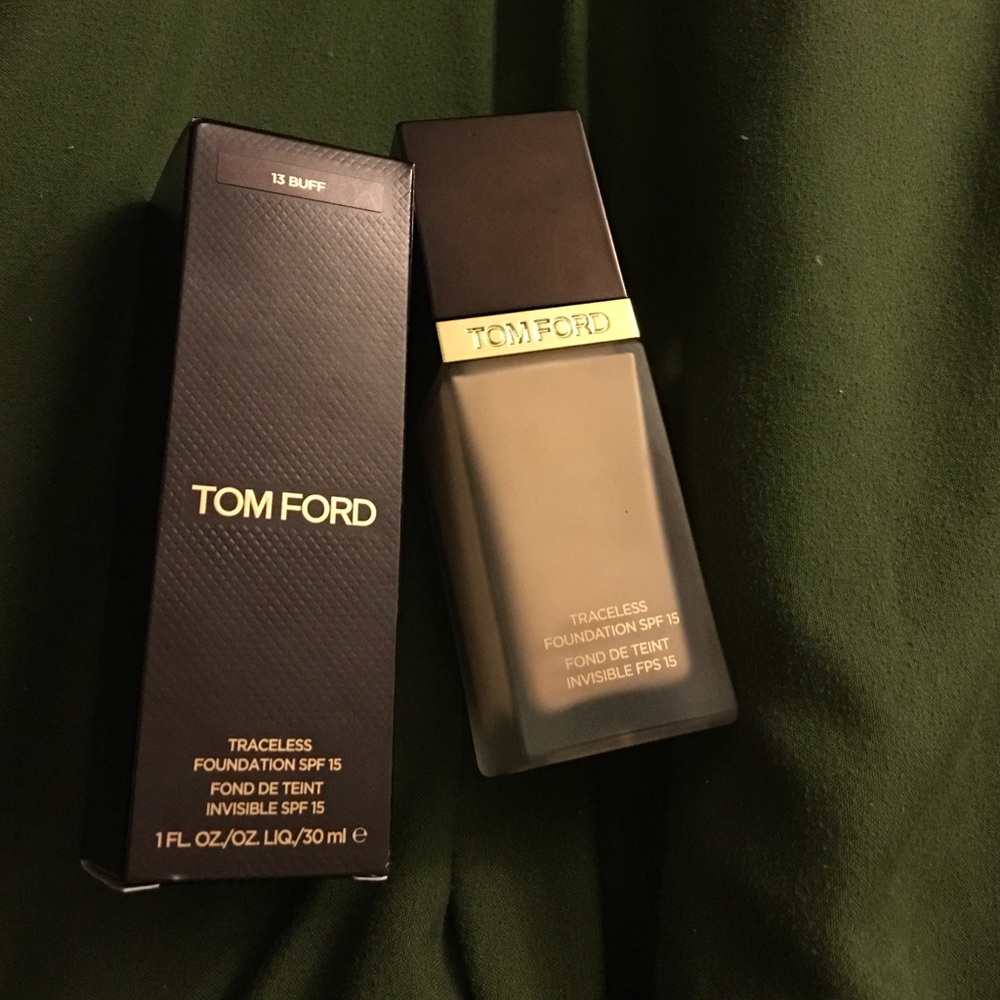 13 BUFF
TOM FORD
TRACELESS
FOUNDATION SPF 15
FOND DE TEINT
INVISIBLE SPF 15
1 FL. OZ./OZ. LIQ./30 ml ℮
TOM FORD
TRACELESS
FOUNDATION SPF 15
FOND DE TEINT
INVISIBLE FPS 15